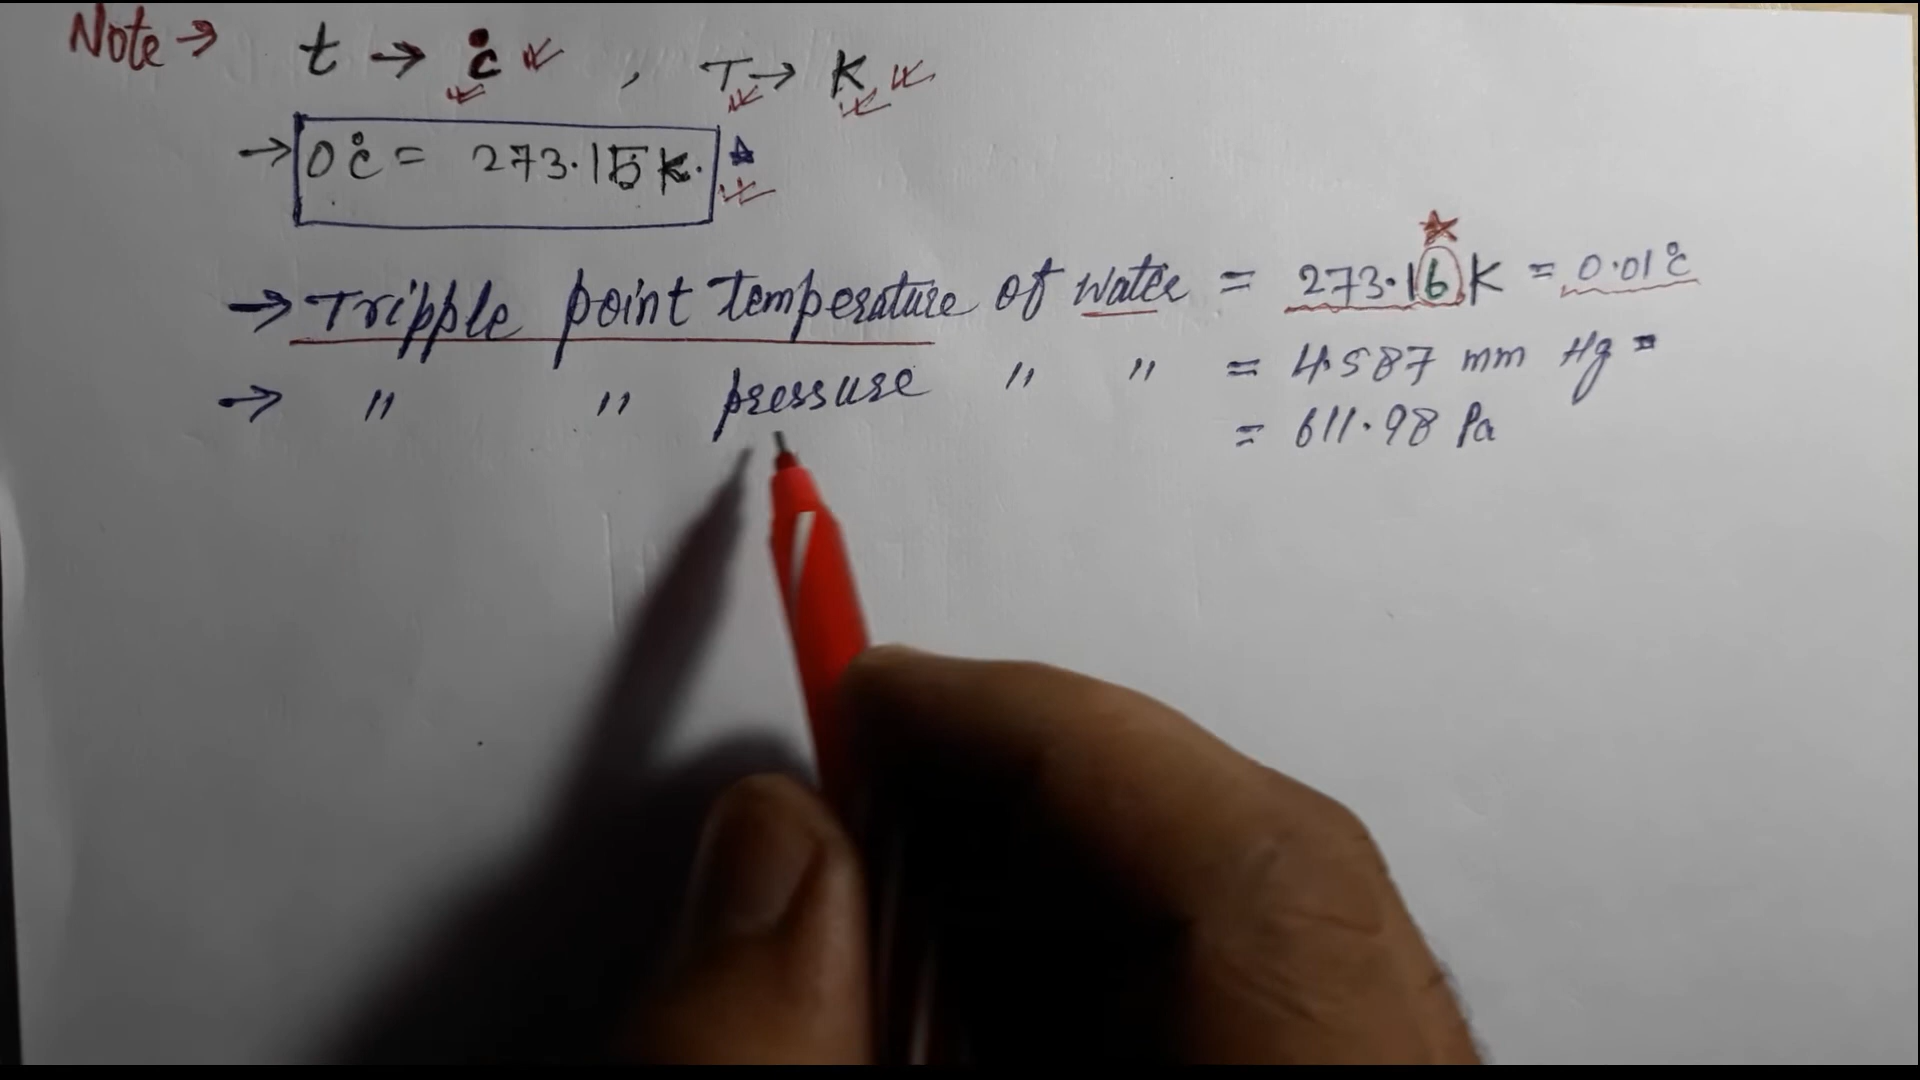 Note → t → °c , T → K
→ 0°c = 273.15 K.
→ Tripple point temperature of water = 273.16 K = 0.01°c
→ " " pressure " " = 4.587 mm Hg =
= 611.98 Pa